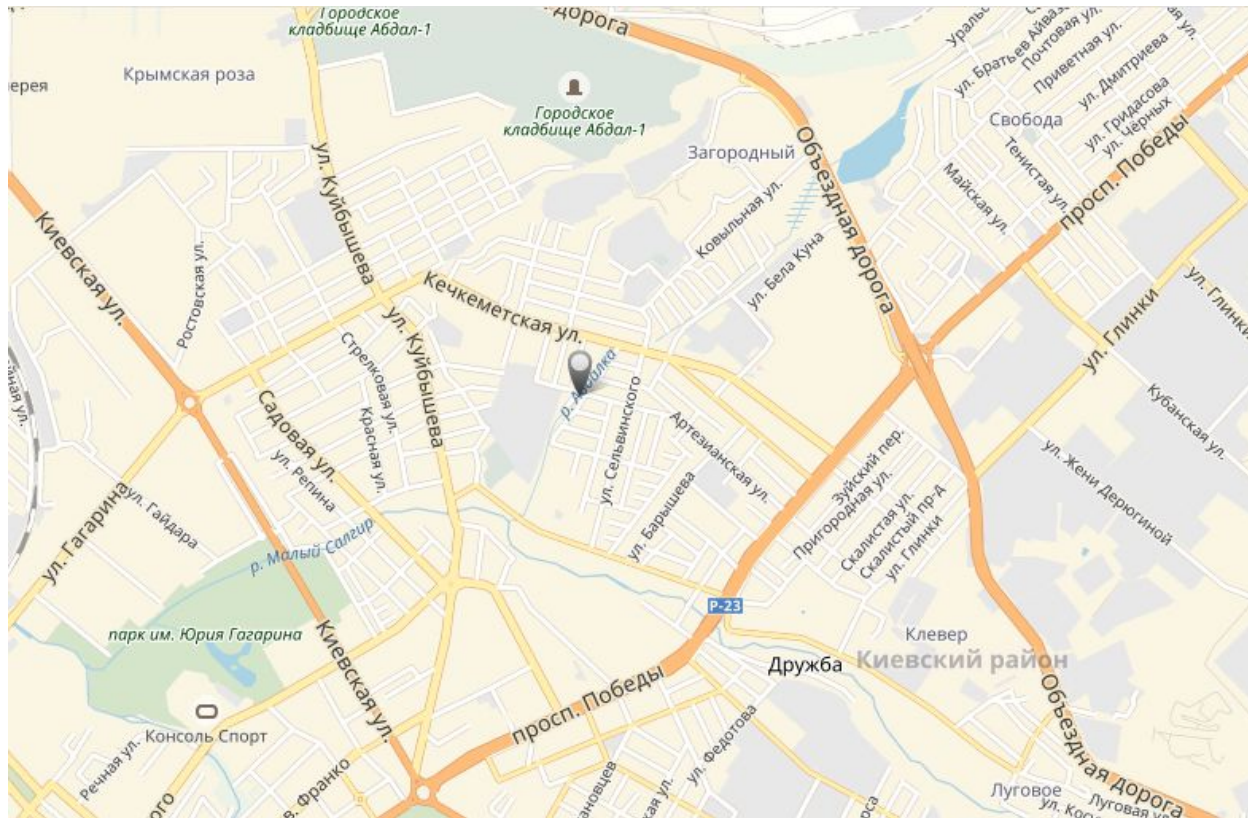 Городское
кладбище Абдал-1
дорога
Крымская роза
Городское
кладбище Абдал-1
ул. Братьев Айваз
Почтовая ул.
Приветная ул.
ул. Дмитриева
ул. Гридасова
ул. Чёрных
Свобода
Загородный
Тенистая ул.
Майская ул.
просп. Победы
Объездная дорога
ул. Куйбышева
Киевская ул.
Ростовская ул.
Ковыльная ул.
ул. Бела Куна
Кечкеметская ул.
ул. Глинки
ул. Глинки
ул. Куйбышева
Стрелковая ул.
Красная ул.
Садовая ул.
ул. Репина
ул. Сельвинского
Артезианская ул.
ул. Барышева
Зуйский пер.
Пригородная ул.
Скалистая ул.
Скалистый пр-д
ул. Глинки
Кубанская ул.
ул. Жени Дерюгиной
ул. Гагарина
ул. Гайдара
р. Малый Салгир
парк им. Юрия Гагарина
Киевская ул.
Р-23
Клевер
Дружба
Киевский район
Консоль Спорт
просп. Победы
ул. Федотова
Объездная дорога
Речная ул.
Франко
Луговое
Луговая ул.